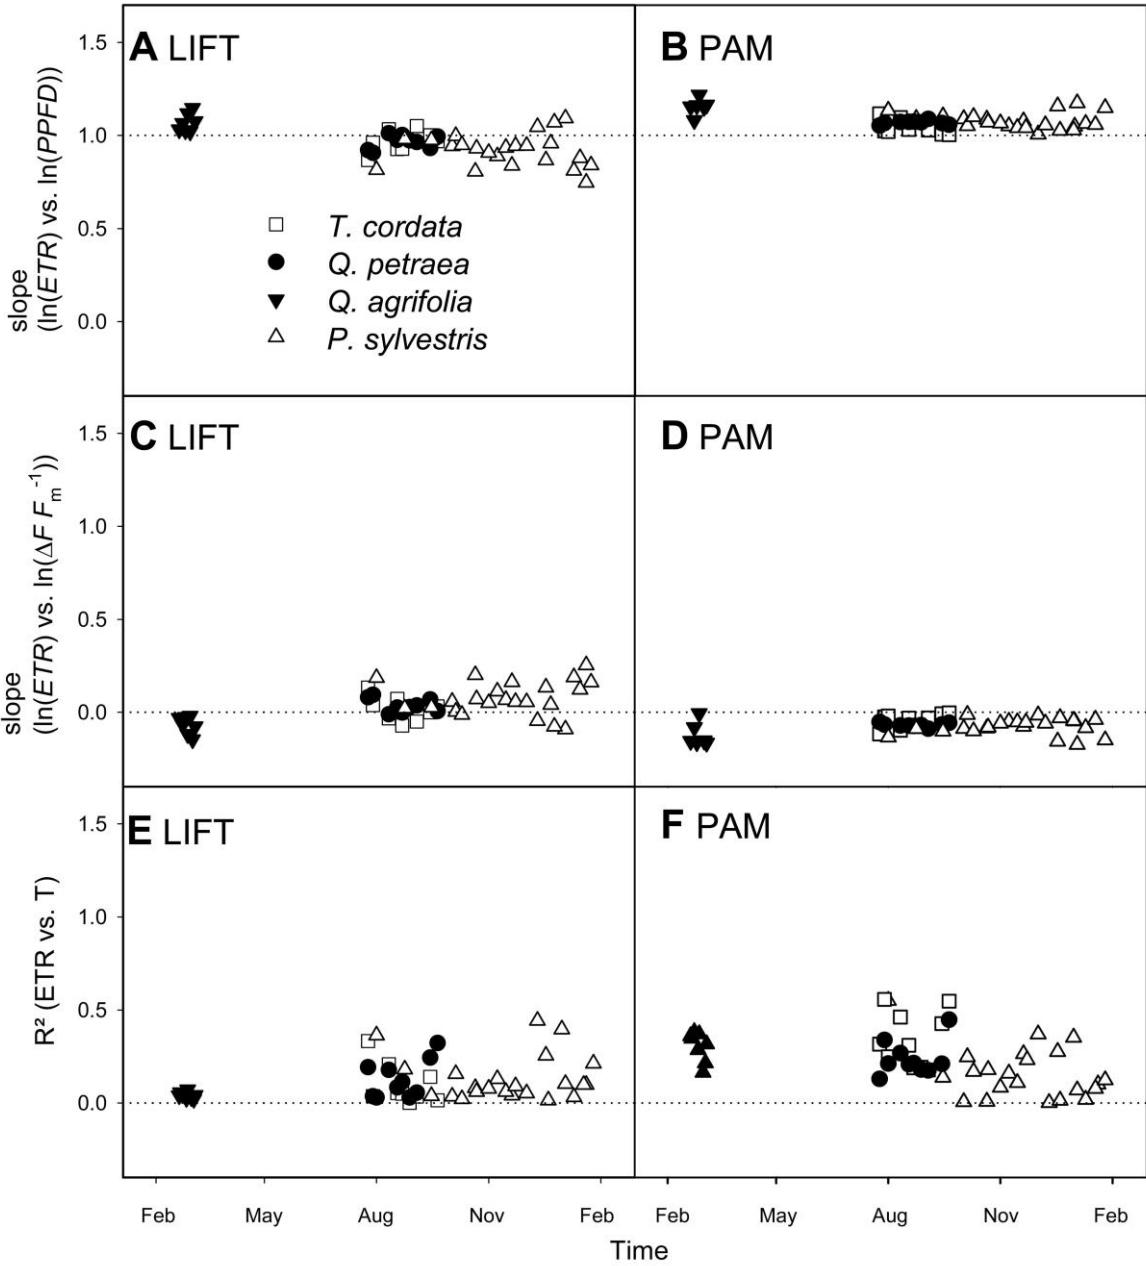 A LIFT
B PAM
slope
(ln(ETR) vs. ln(PPFD))
1.5
1.0
0.5
0.0
T. cordata
Q. petraea
Q. agrifolia
P. sylvestris
C LIFT
D PAM
slope
(ln(ETR) vs. ln(ΔF Fm⁻¹))
1.5
1.0
0.5
0.0
E LIFT
F PAM
R² (ETR vs. T)
1.5
1.0
0.5
0.0
Feb May Aug Nov Feb Feb May Aug Nov Feb
Time